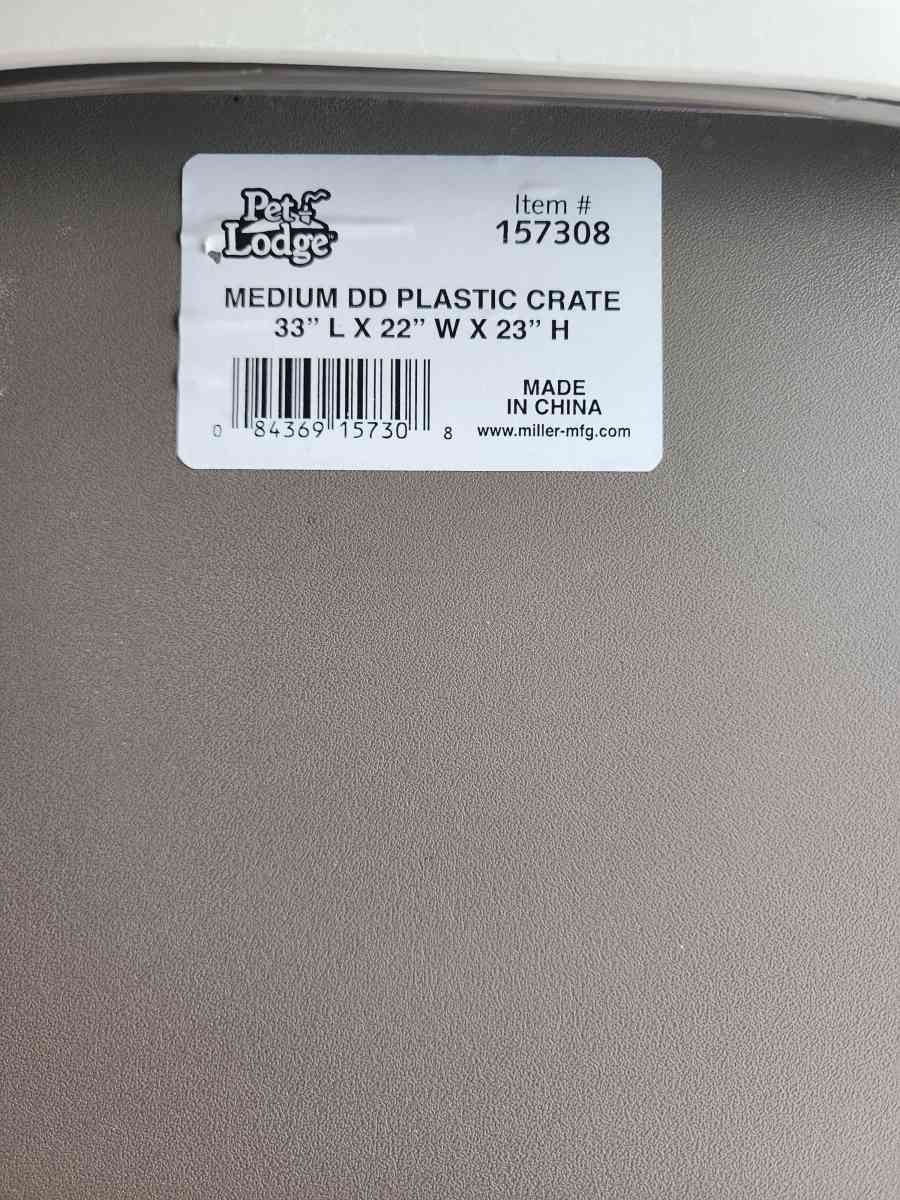 Pet
Lodge™
Item #
157308
MEDIUM DD PLASTIC CRATE
33” L X 22” W X 23” H
0 84369 15730 8
MADE
IN CHINA
www.miller-mfg.com